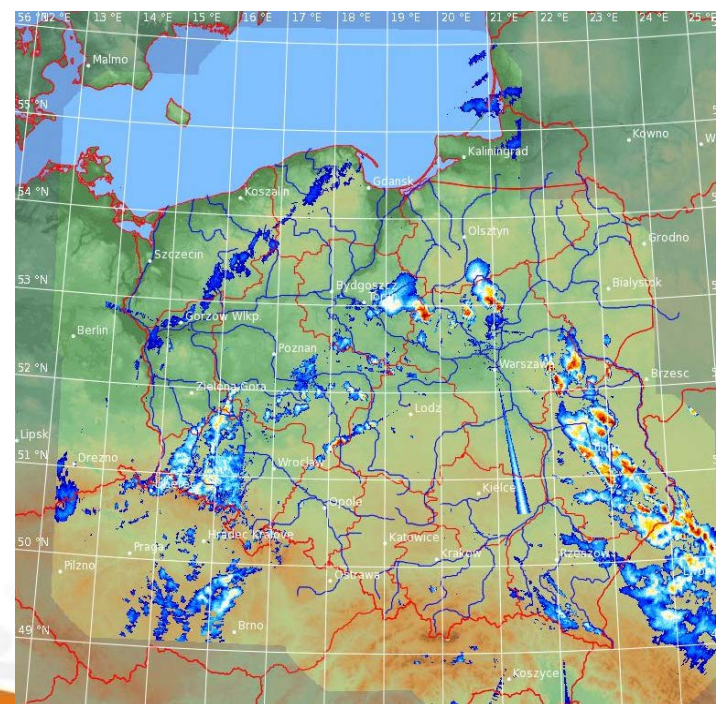 56 °N 12 °E 13 °E 14 °E 15 °E 16 °E 17 °E 18 °E 19 °E 20 °E 21 °E 22 °E 23 °E 24 °E 25 °E
Malmo
55 °N
Kowno
Kaliningrad
54 °N
Gdansk
Koszalin
Olsztyn
Grodno
Szczecin
53 °N
Bydgoszcz
Bialystok
Torun
Gorzow Wlkp.
Berlin
Poznan
Warszawa
52 °N
Brzesc
Zielona Gora
Lodz
Lipsk
51 °N
Drezno
Wroclaw
Kielce
Opole
50 °N
Hradec Kralove
Katowice
Praga
Krakow
Rzeszow
Pilzno
Ostrawa
49 °N
Brno
Koszyce